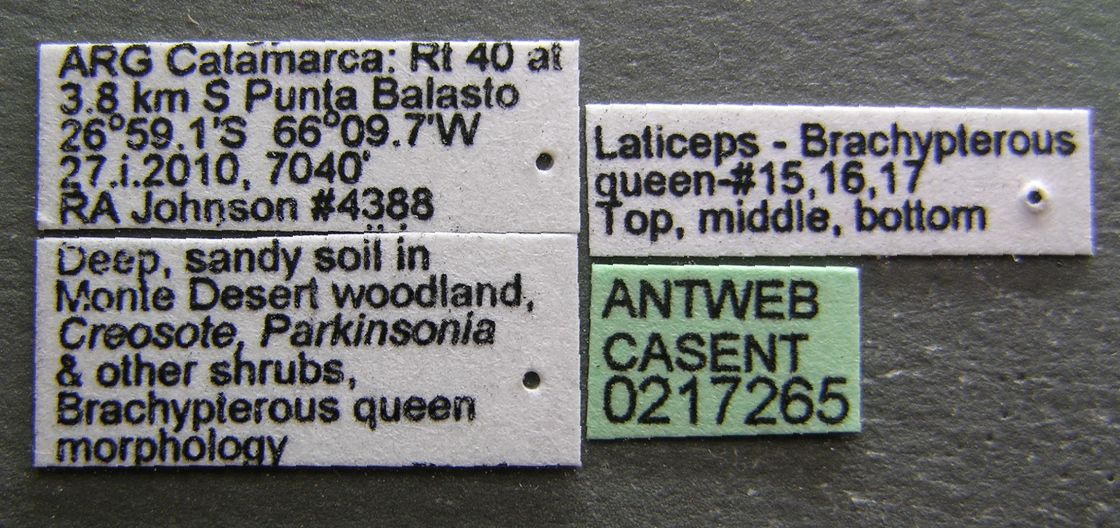 ARG Catamarca: Rt 40 at
3.8 km S Punta Balasto
26°59.1'S 66°09.7'W
27.i.2010, 7040'
RA Johnson #4388
Deep, sandy soil in
Monte Desert woodland,
Creosote, Parkinsonia
& other shrubs,
Brachypterous queen
morphology
Laticeps - Brachypterous
queen-#15,16,17
Top, middle, bottom
ANTWEB
CASENT
0217265